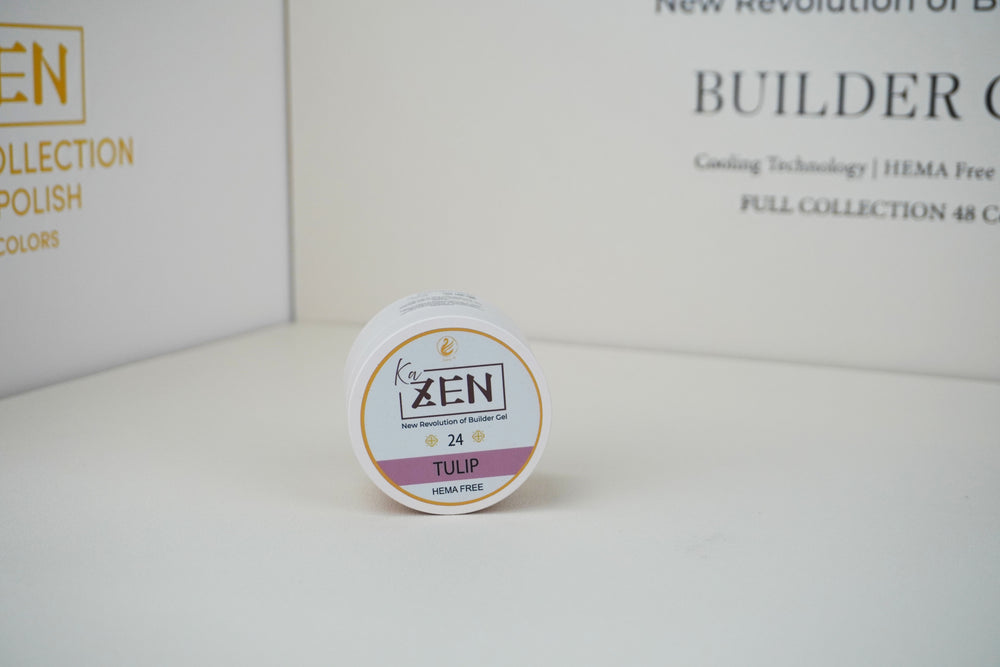 EN
OLLECTION
POLISH
COLORS
New Revolution of B
BUILDER G
Cooling Technology | HEMA Free
FULL COLLECTION 48 Co
Ka
ZEN
New Revolution of Builder Gel
24
TULIP
HEMA FREE